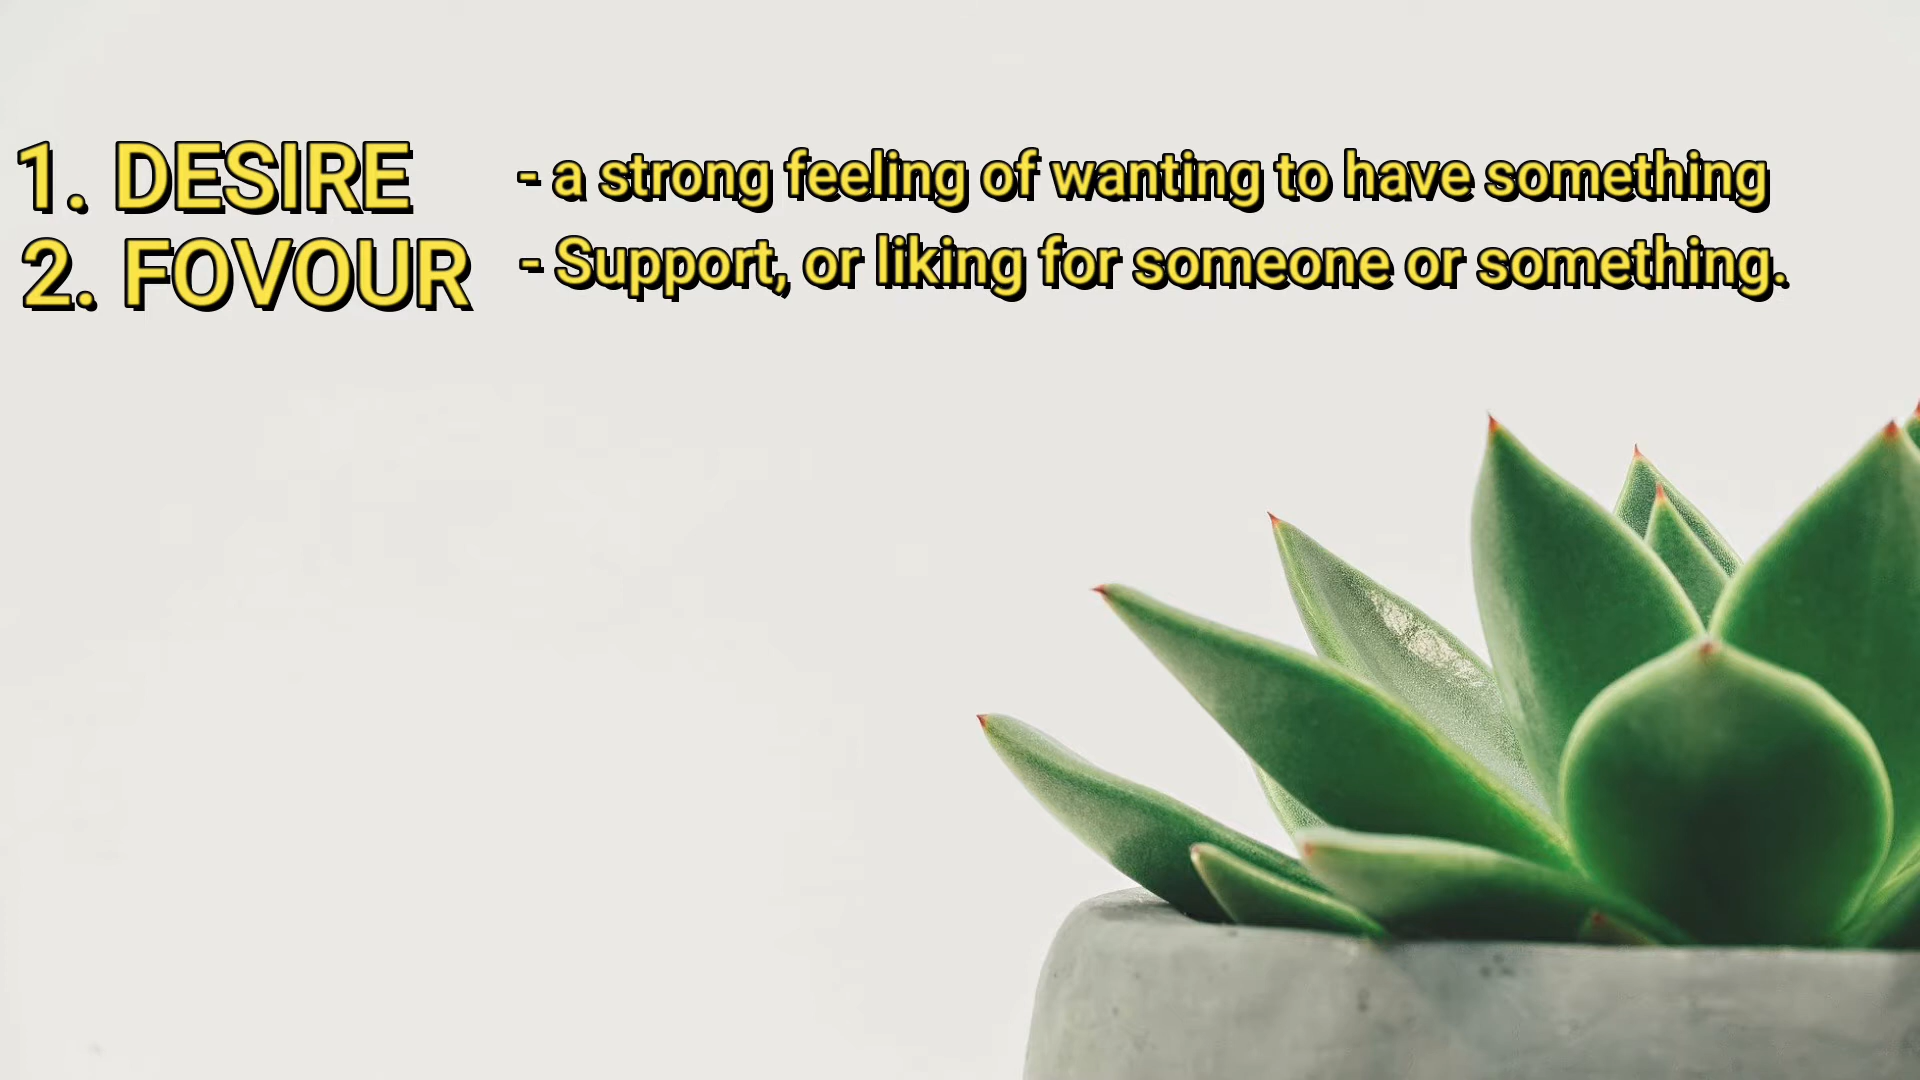 1. DESIRE - a strong feeling of wanting to have something
2. FOVOUR - Support, or liking for someone or something.